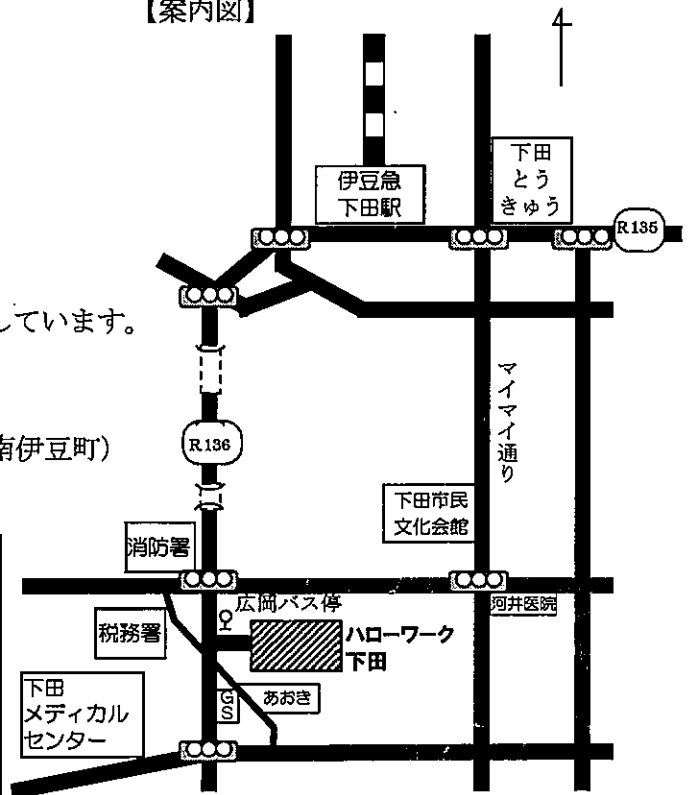 【案内図】
下田
とう
きゅう
伊豆急
下田駅
R135
しています。
マイマイ通り
南伊豆町）
R136
下田市民
文化会館
消防署
広岡バス停
河井医院
税務署
ハローワーク
下田
下田
メディカル
センター
GS
あおき